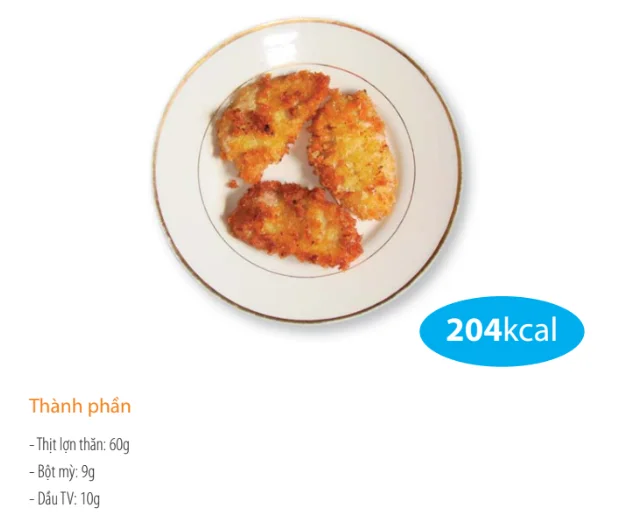 204kcal
Thành phần
- Thịt lợn thăn: 60g
- Bột mỳ: 9g
- Dầu TV: 10g